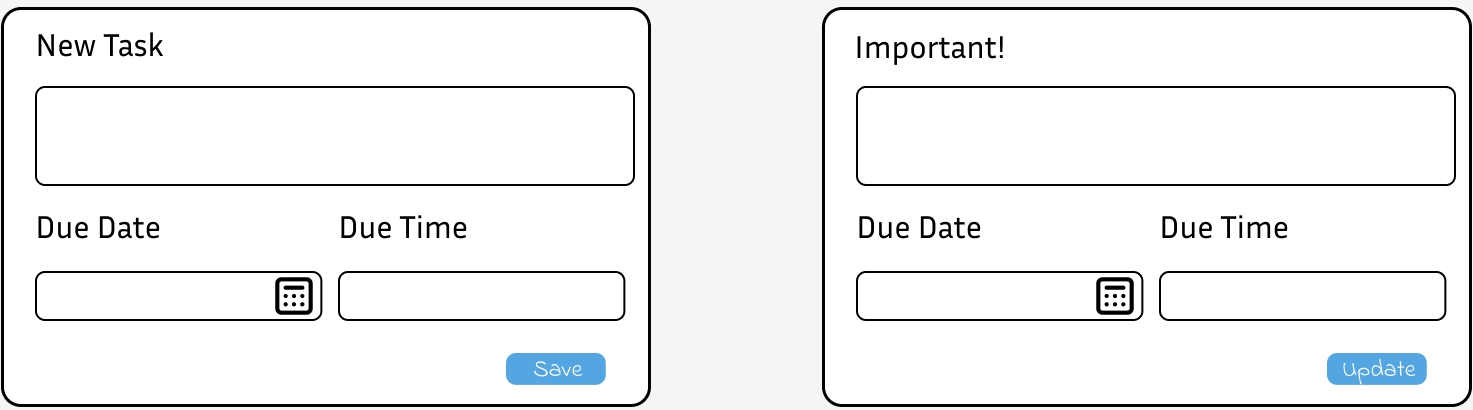 New Task
Due Date
Due Time
Save
Important!
Due Date
Due Time
Update